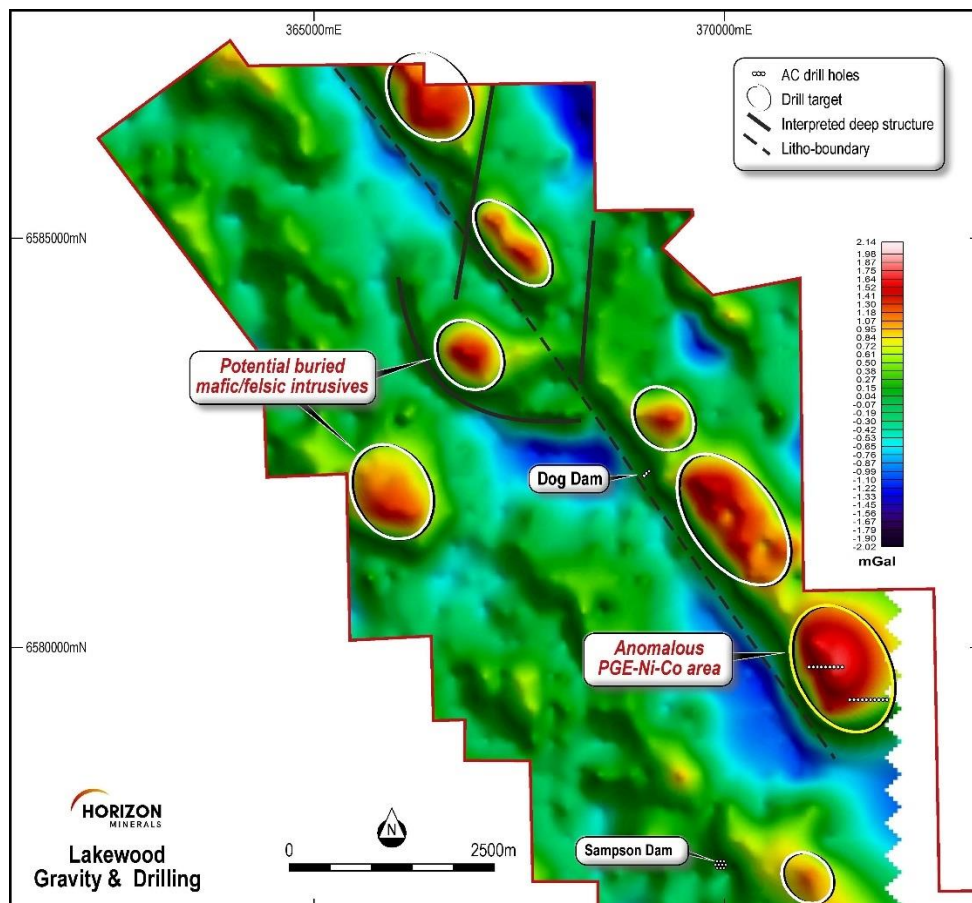 365000mE
370000mE
AC drill holes
Drill target
Interpreted deep structure
Litho-boundary
6585000mN
2.14
1.98
1.87
1.75
1.64
1.52
1.41
1.30
1.18
1.07
0.95
0.84
0.72
0.61
0.50
0.38
0.27
0.15
0.04
-0.07
-0.19
-0.30
-0.42
-0.53
-0.65
-0.76
-0.87
-0.99
-1.10
-1.22
-1.33
-1.45
-1.56
-1.67
-1.79
-1.90
-2.02
mGal
Potential buried
mafic/felsic intrusives
Dog Dam
6580000mN
Anomalous
PGE-Ni-Co area
HORIZON
MINERALS
N
Lakewood
Gravity & Drilling
0
2500m
Sampson Dam